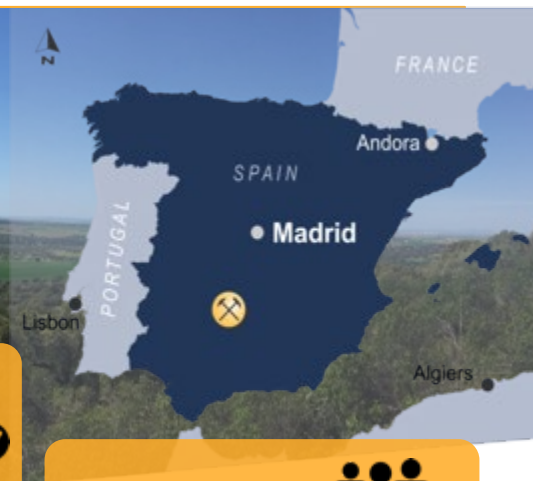 N
FRANCE
Andora
SPAIN
Madrid
PORTUGAL
Lisbon
Algiers